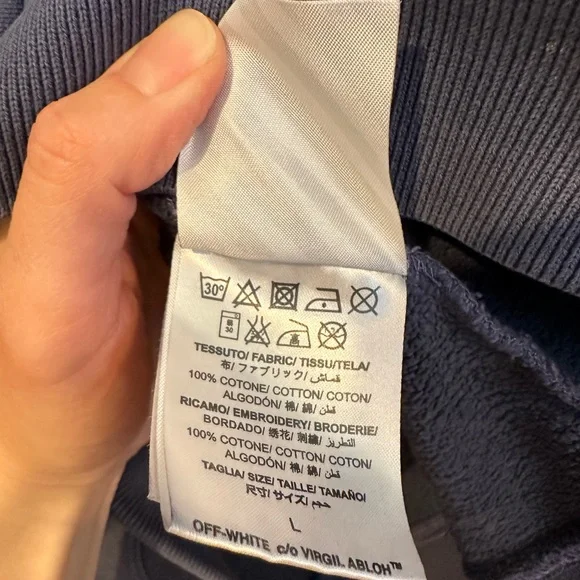 30°
30
TESSUTO/ FABRIC/ TISSU/TELA/
布/ファブリック/ قماش/
100% COTONE/ COTTON/ COTON/
ALGODÓN/ 棉/ 綿/ قطن
RICAMO/ EMBROIDERY/ BRODERIE/
BORDADO/ 绣花/ 刺繍/ التطريز/
100% COTONE/ COTTON/ COTON/
ALGODÓN/ 棉/ 綿/ قطن
TAGLIA/ SIZE/ TAILLE/ TAMAÑO/
尺寸/ サイズ/ حجم/
L
OFF-WHITE c/o VIRGIL ABLOH™